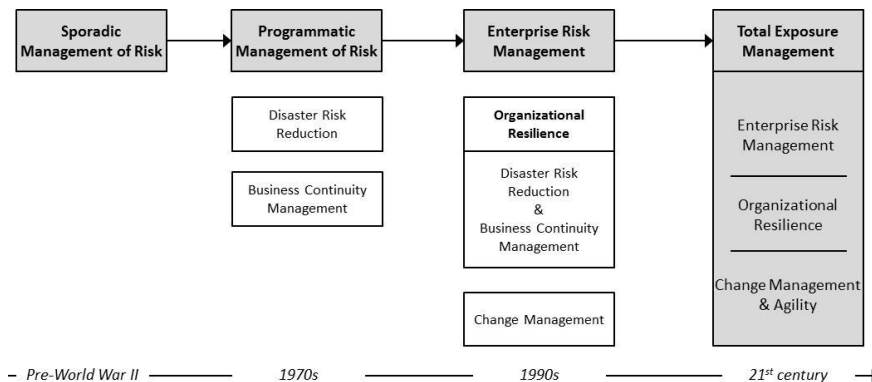 Sporadic
Management of Risk
Programmatic
Management of Risk
Enterprise Risk
Management
Total Exposure
Management
Disaster Risk
Reduction
Business Continuity
Management
Organizational
Resilience
Disaster Risk
Reduction
&
Business Continuity
Management
Change Management
Enterprise Risk
Management
Organizational
Resilience
Change Management
& Agility
Pre-World War II
1970s
1990s
21st century